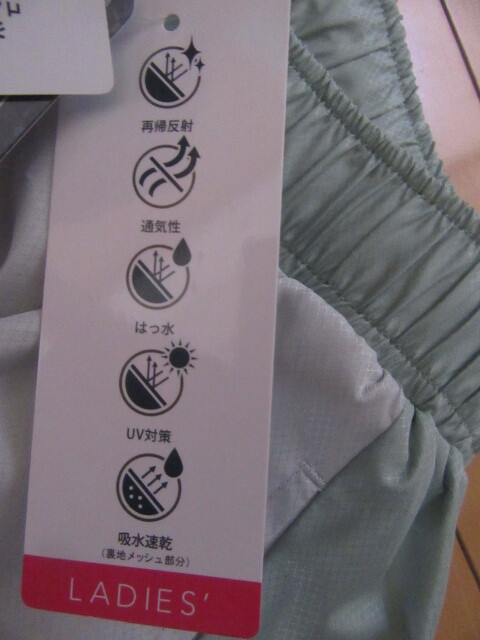 再帰反射
通気性
はっ水
UV対策
吸水速乾
(裏地メッシュ部分)
LADIES'